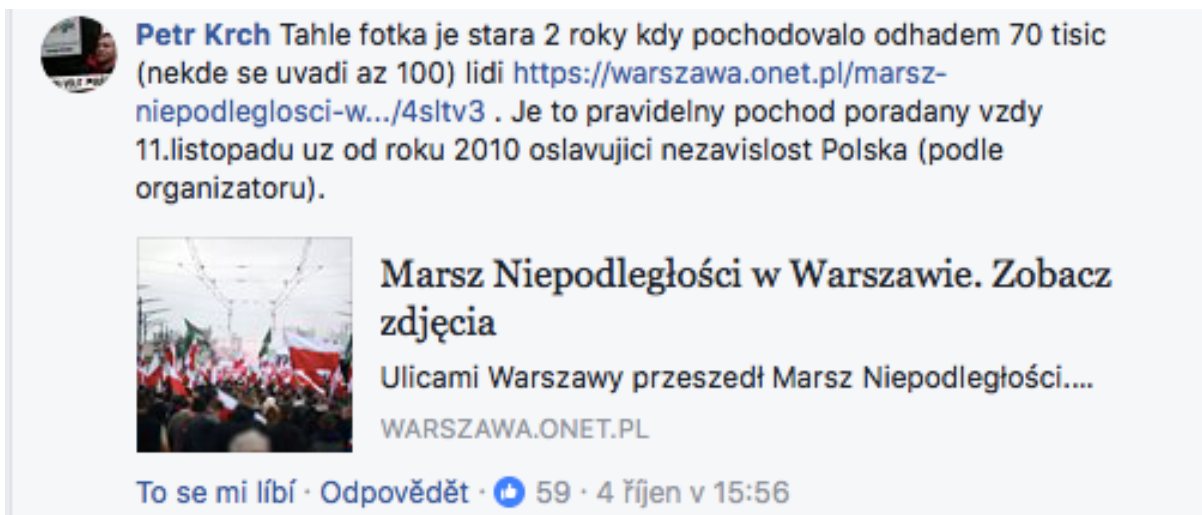 Petr Krch Tahle fotka je stara 2 roky kdy pochodovalo odhadem 70 tisic
(nekde se uvadi az 100) lidi https://warszawa.onet.pl/marsz-
niepodleglosci-w.../4sltv3 . Je to pravidelny pochod poradany vzdy
11.listopadu uz od roku 2010 oslavujici nezavislost Polska (podle
organizatoru).
Marsz Niepodległości w Warszawie. Zobacz
zdjęcia
Ulicami Warszawy przeszedł Marsz Niepodległości....
WARSZAWA.ONET.PL
To se mi líbí · Odpovědět · 59 · 4 říjen v 15:56